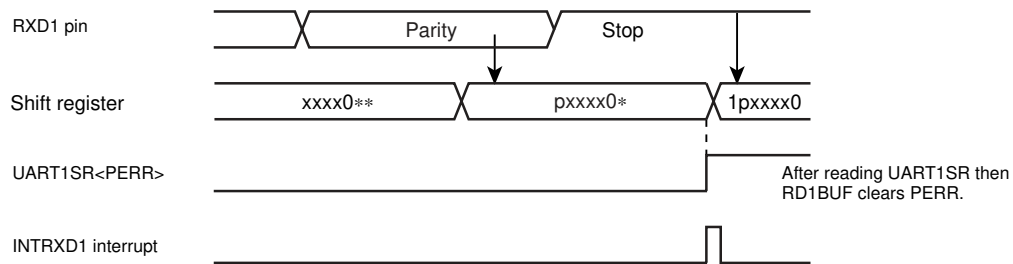 RXD1 pin
Parity
Stop
Shift register
xxxx0**
pxxxx0*
1pxxxx0
UART1SR<PERR>
After reading UART1SR then
RD1BUF clears PERR.
INTRXD1 interrupt